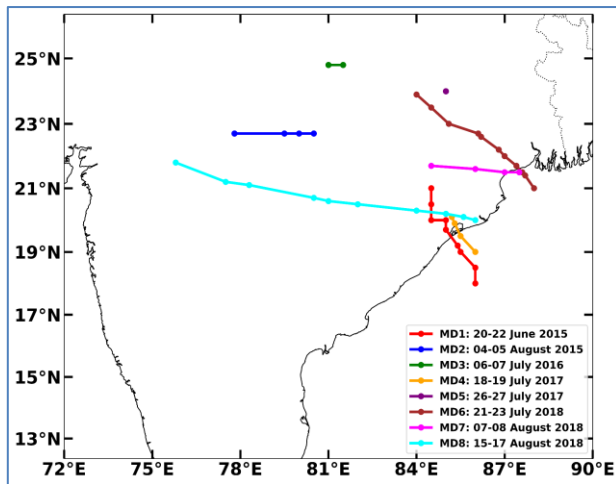 25°N
23°N
21°N
19°N
17°N
15°N
13°N
72°E 75°E 78°E 81°E 84°E 87°E 90°E
MD1: 20-22 June 2015
MD2: 04-05 August 2015
MD3: 06-07 July 2016
MD4: 18-19 July 2017
MD5: 26-27 July 2017
MD6: 21-23 July 2018
MD7: 07-08 August 2018
MD8: 15-17 August 2018